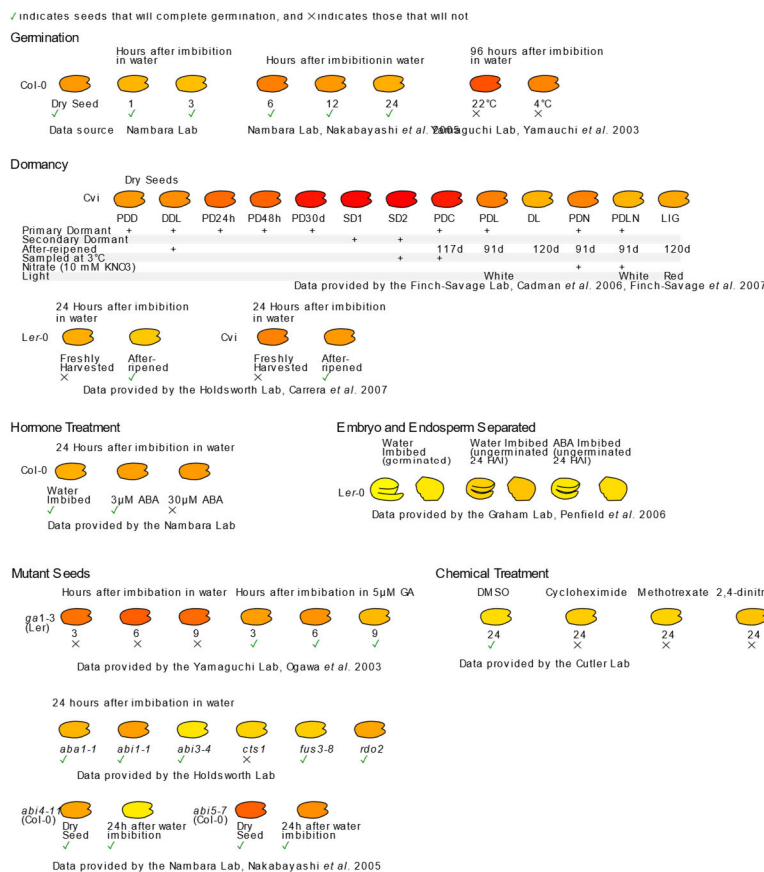 ✓indicates seeds that will complete germination, and ×indicates those that will not
Germination
Hours after imbibition in water
Hours after imbibitionin water
96 hours after imbibition in water
Col-0
Dry Seed 1 3 6 12 24 22°C 4°C
✓ ✓ ✓ ✓ ✓ ✓ × ×
Data source Nambara Lab
Nambara Lab, Nakabayashi et al. 2005
Yamaguchi Lab, Yamauchi et al. 2003
Dormancy
Dry Seeds
Cvi
PDD DDL PD24h PD48h PD30d SD1 SD2 PDC PDL DL PDN PDLN LIG
Primary Dormant + + + + + + + +
Secondary Dormant + +
After-reipened + 117d 91d 120d 91d 91d 120d
Sampled at 3°C + +
Nitrate (10 mM KNO3) + +
Light White White Red
Data provided by the Finch-Savage Lab, Cadman et al. 2006, Finch-Savage et al. 2007
24 Hours after imbibition in water
24 Hours after imbibition in water
Ler-0
Cvi
Freshly Harvested
×
After-ripened
✓
Freshly Harvested
×
After-ripened
✓
Data provided by the Holdsworth Lab, Carrera et al. 2007
Hormone Treatment
24 Hours after imbibition in water
Col-0
Water Imbibed
3µM ABA 30µM ABA
✓ ✓ ×
Data provided by the Nambara Lab
Embryo and Endosperm Separated
Water Imbibed (germinated)
Water Imbibed (ungerminated 24 HAI)
ABA Imbibed (ungerminated 24 HAI)
Ler-0
Data provided by the Graham Lab, Penfield et al. 2006
Mutant Seeds
Hours after imbibation in water Hours after imbibation in 5µM GA
ga1-3 (Ler)
3 6 9 3 6 9
× × × ✓ ✓ ✓
Data provided by the Yamaguchi Lab, Ogawa et al. 2003
24 hours after imbibation in water
aba1-1 abi1-1 abi3-4 cts1 fus3-8 rdo2
✓ ✓ ✓ × ✓ ✓
Data provided by the Holdsworth Lab
abi4-11 (Col-0)
Dry Seed
✓
24h after water imbibition
✓
abi5-7 (Col-0)
Dry Seed
✓
24h after water imbibition
✓
Data provided by the Nambara Lab, Nakabayashi et al. 2005
Chemical Treatment
DMSO Cycloheximide Methotrexate 2,4-dinit
24 24 24 24
✓ × × ×
Data provided by the Cutler Lab